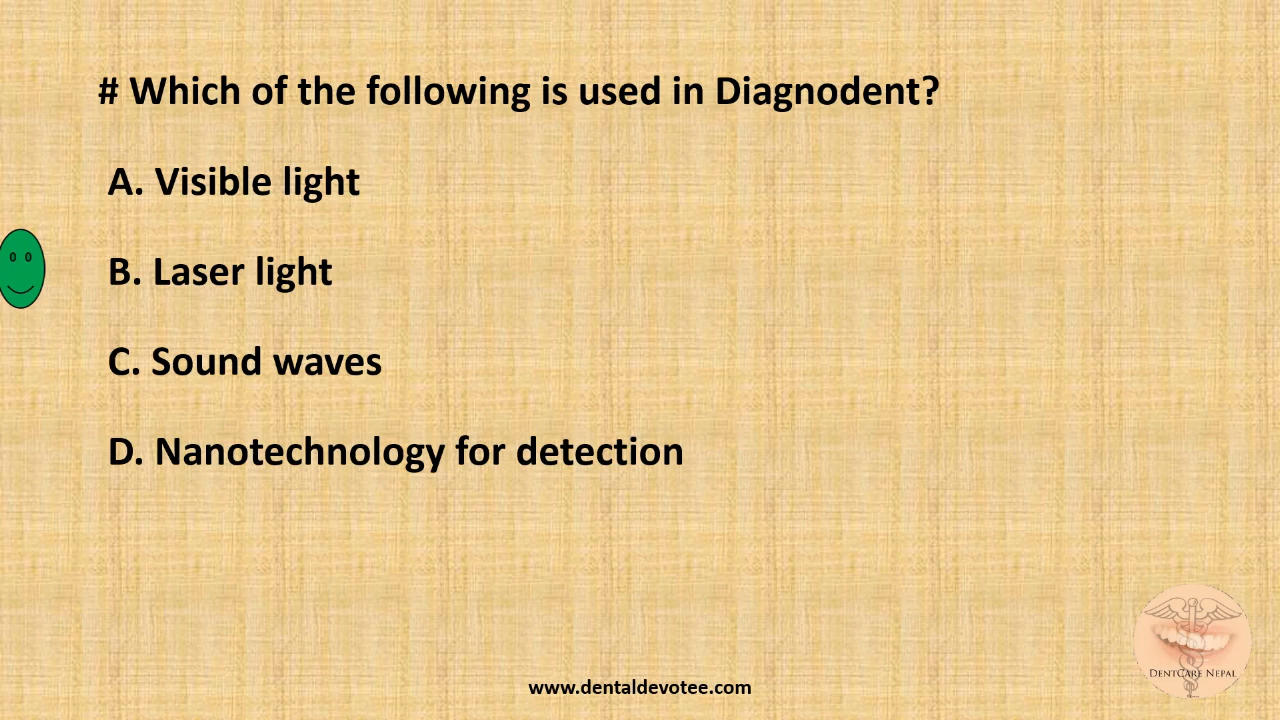 # Which of the following is used in Diagnodent?
A. Visible light
B. Laser light
C. Sound waves
D. Nanotechnology for detection
DentCare Nepal
www.dentaldevotee.com